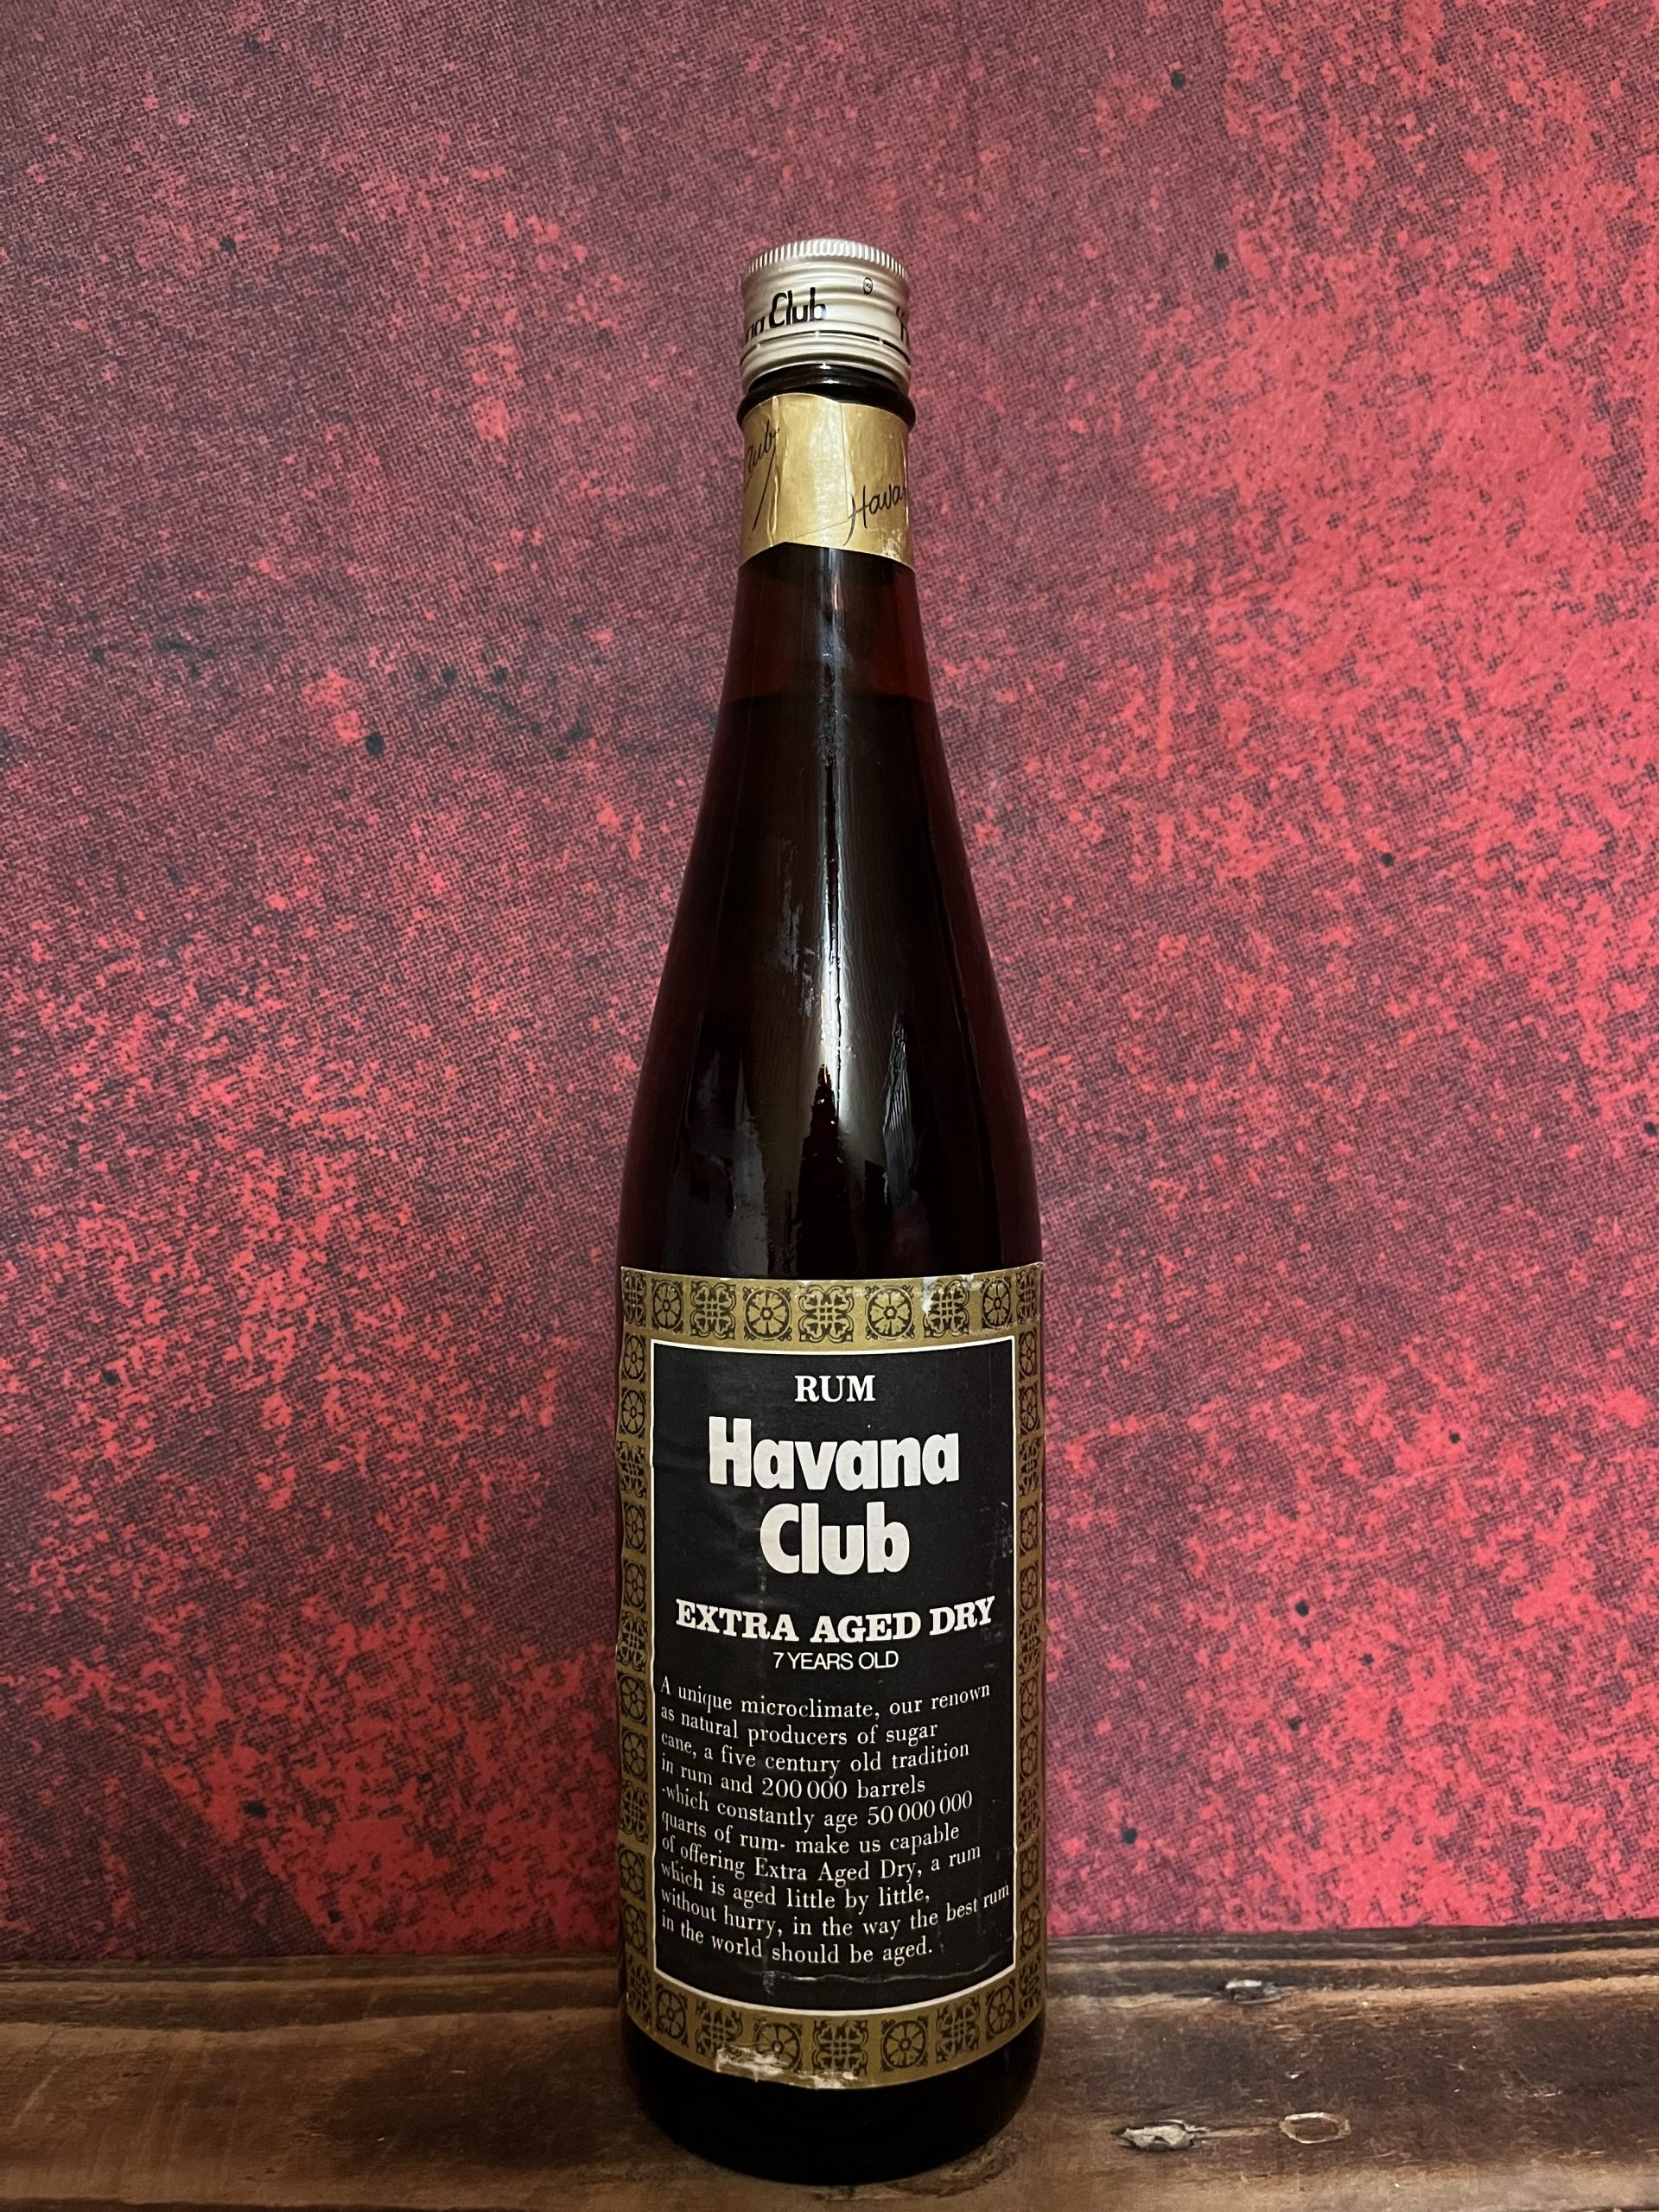 Club ®
Club
Hava
RUM
Havana
Club
EXTRA AGED DRY
7 YEARS OLD
A unique microclimate, our renown
as natural producers of sugar
cane, a five century old tradition
in rum and 200 000 barrels
-which constantly age 50 000 000
quarts of rum- make us capable
of offering Extra Aged Dry, a rum
which is aged little by little,
without hurry, in the way the best rum
in the world should be aged.